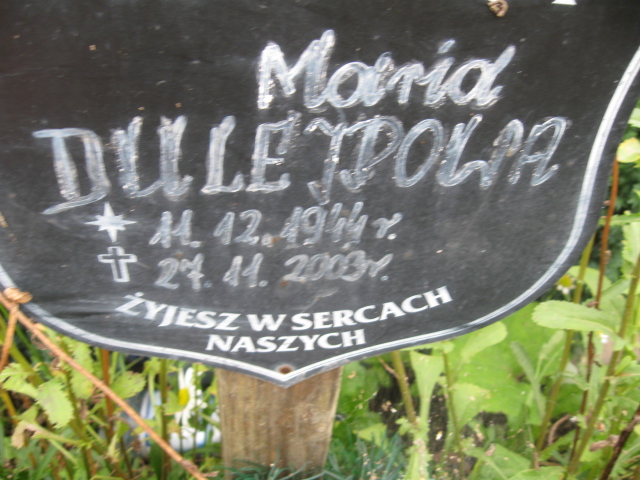 Maria
DULEJPOWA
11. 12. 1944 r.
27. 11. 2003 r.
ŻYJESZ W SERCACH
NASZYCH